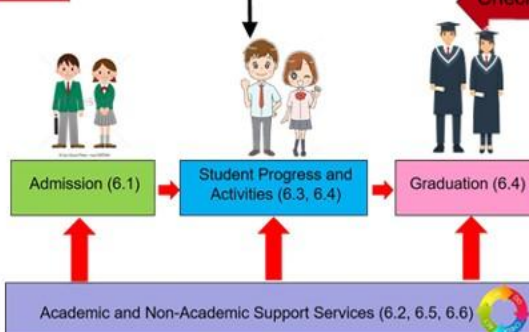 Admission (6.1)
Student Progress and
Activities (6.3, 6.4)
Graduation (6.4)
Academic and Non-Academic Support Services (6.2, 6.5, 6.6)